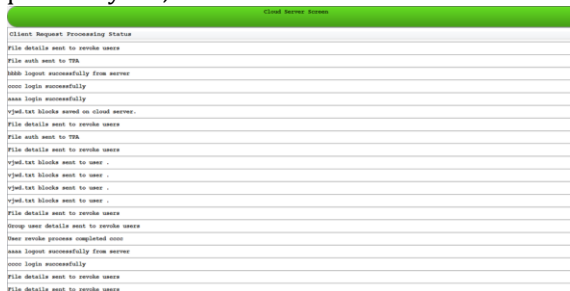 Cloud Server Screen
Client Request Processing Status
File details sent to revoke users
File auth sent to TPA
bbbb logout successfully from server
cccc login successfully
aaaa login successfully
vjwd.txt blocks saved on cloud server.
File details sent to revoke users
File auth sent to TPA
File details sent to revoke users
vjwd.txt blocks sent to user .
vjwd.txt blocks sent to user .
vjwd.txt blocks sent to user .
vjwd.txt blocks sent to user .
File details sent to revoke users
Group user details sent to revoke users
User revoke process completed cccc
aaaa logout successfully from server
cccc login successfully
File details sent to revoke users
File details sent to revoke users